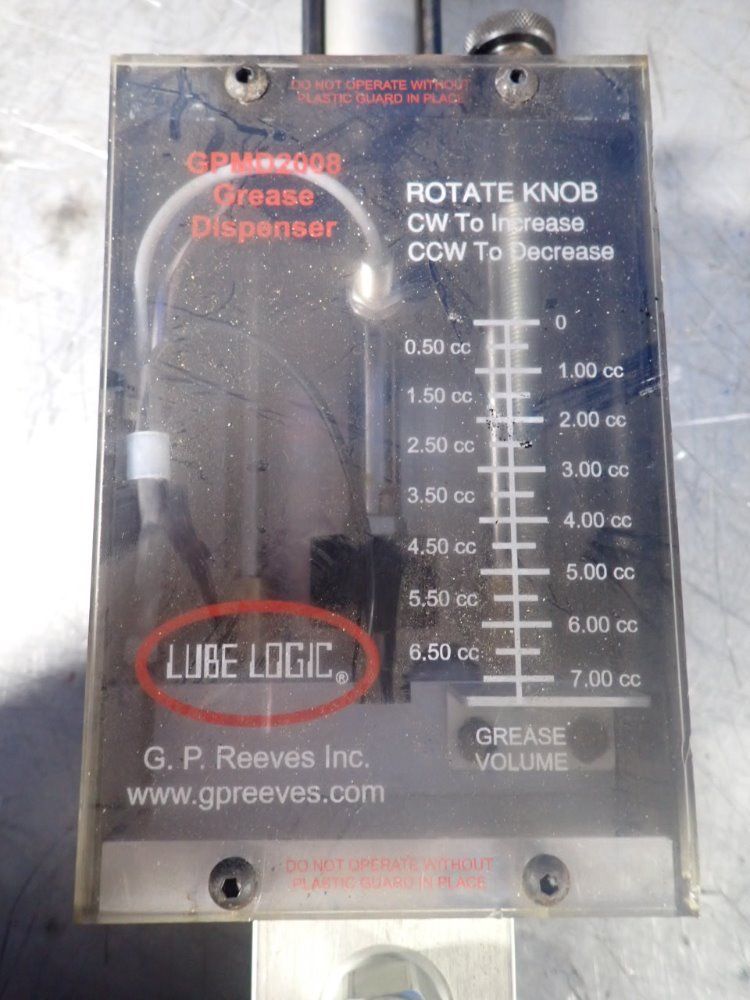 DO NOT OPERATE WITHOUT
PLASTIC GUARD IN PLACE
GPMD2008
Grease
Dispenser
ROTATE KNOB
CW To Increase
CCW To Decrease
0
0.50 cc
1.00 cc
1.50 cc
2.00 cc
2.50 cc
3.00 cc
3.50 cc
4.00 cc
4.50 cc
5.00 cc
5.50 cc
6.00 cc
6.50 cc
7.00 cc
GREASE
VOLUME
LUBE LOGIC®
G. P. Reeves Inc.
www.gpreeves.com
DO NOT OPERATE WITHOUT
PLASTIC GUARD IN PLACE